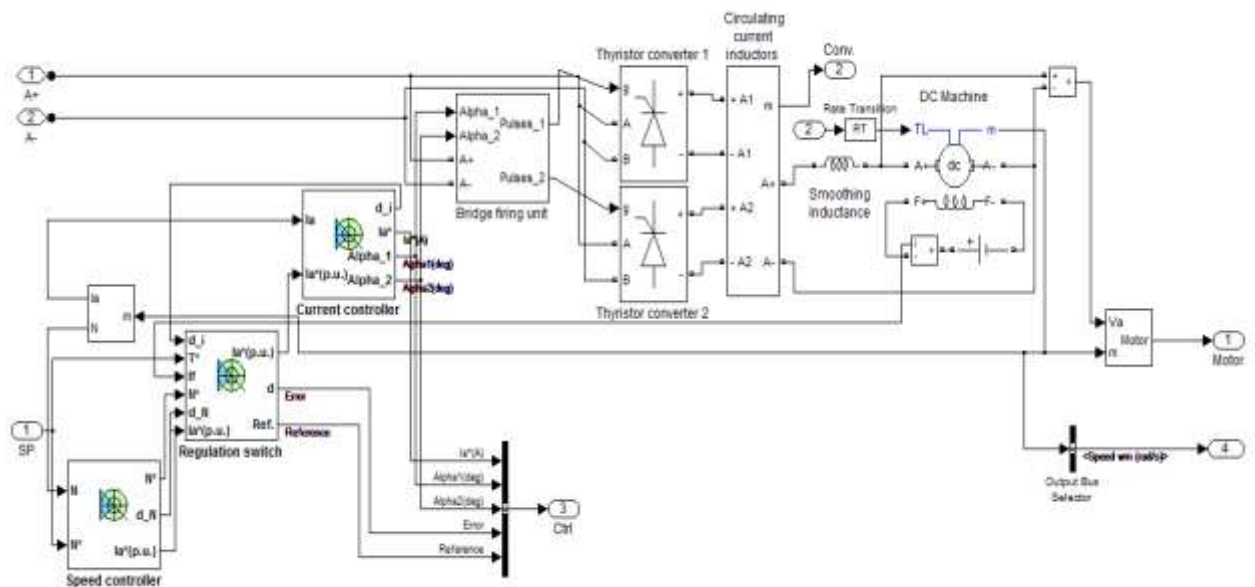 Circulating
current
inductors
Thyristor converter 1
Conv.
2
1
A+
2
A-
Alpha_1
Alpha_2
A+
A-
Pulses_1
Pulses_2
Bridge firing unit
g
A
B
+
-
+ A1
- A1
+ A2
- A2
m
A+
A-
g
A
B
+
-
Thyristor converter 2
Rate Transition
2
RT
DC Machine
TL
m
A+
dc
A-
F+
F-
Smoothing
inductance
+
-
Ia
Ia*(p.u.)
d_i
Ia*
Alpha_1
Alpha_2
Ia*(A)
Alpha1(deg)
Alpha2(deg)
Current controller
Ia
N
m
d_i
T*
If
N*
d_N
Ia*(p.u.)
Ia*(p.u.)
d
Ref.
Error
Reference
Regulation switch
1
SP
N
N*
N*
d_N
Ia*(p.u.)
Speed controller
Ia*(A)
Alpha1(deg)
Alpha2(deg)
Error
Reference
3
Ctrl
Va
m
Motor
1
Motor
<Speed wm (rad/s)>
4
Output Bus
Selector